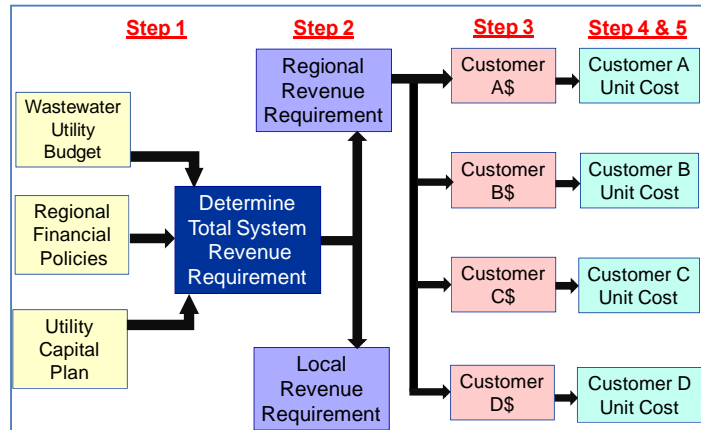 Step 1
Step 2
Step 3
Step 4 & 5
Wastewater
Utility
Budget
Regional
Financial
Policies
Utility
Capital
Plan
Determine
Total System
Revenue
Requirement
Regional
Revenue
Requirement
Local
Revenue
Requirement
Customer
A$
Customer
B$
Customer
C$
Customer
D$
Customer A
Unit Cost
Customer B
Unit Cost
Customer C
Unit Cost
Customer D
Unit Cost